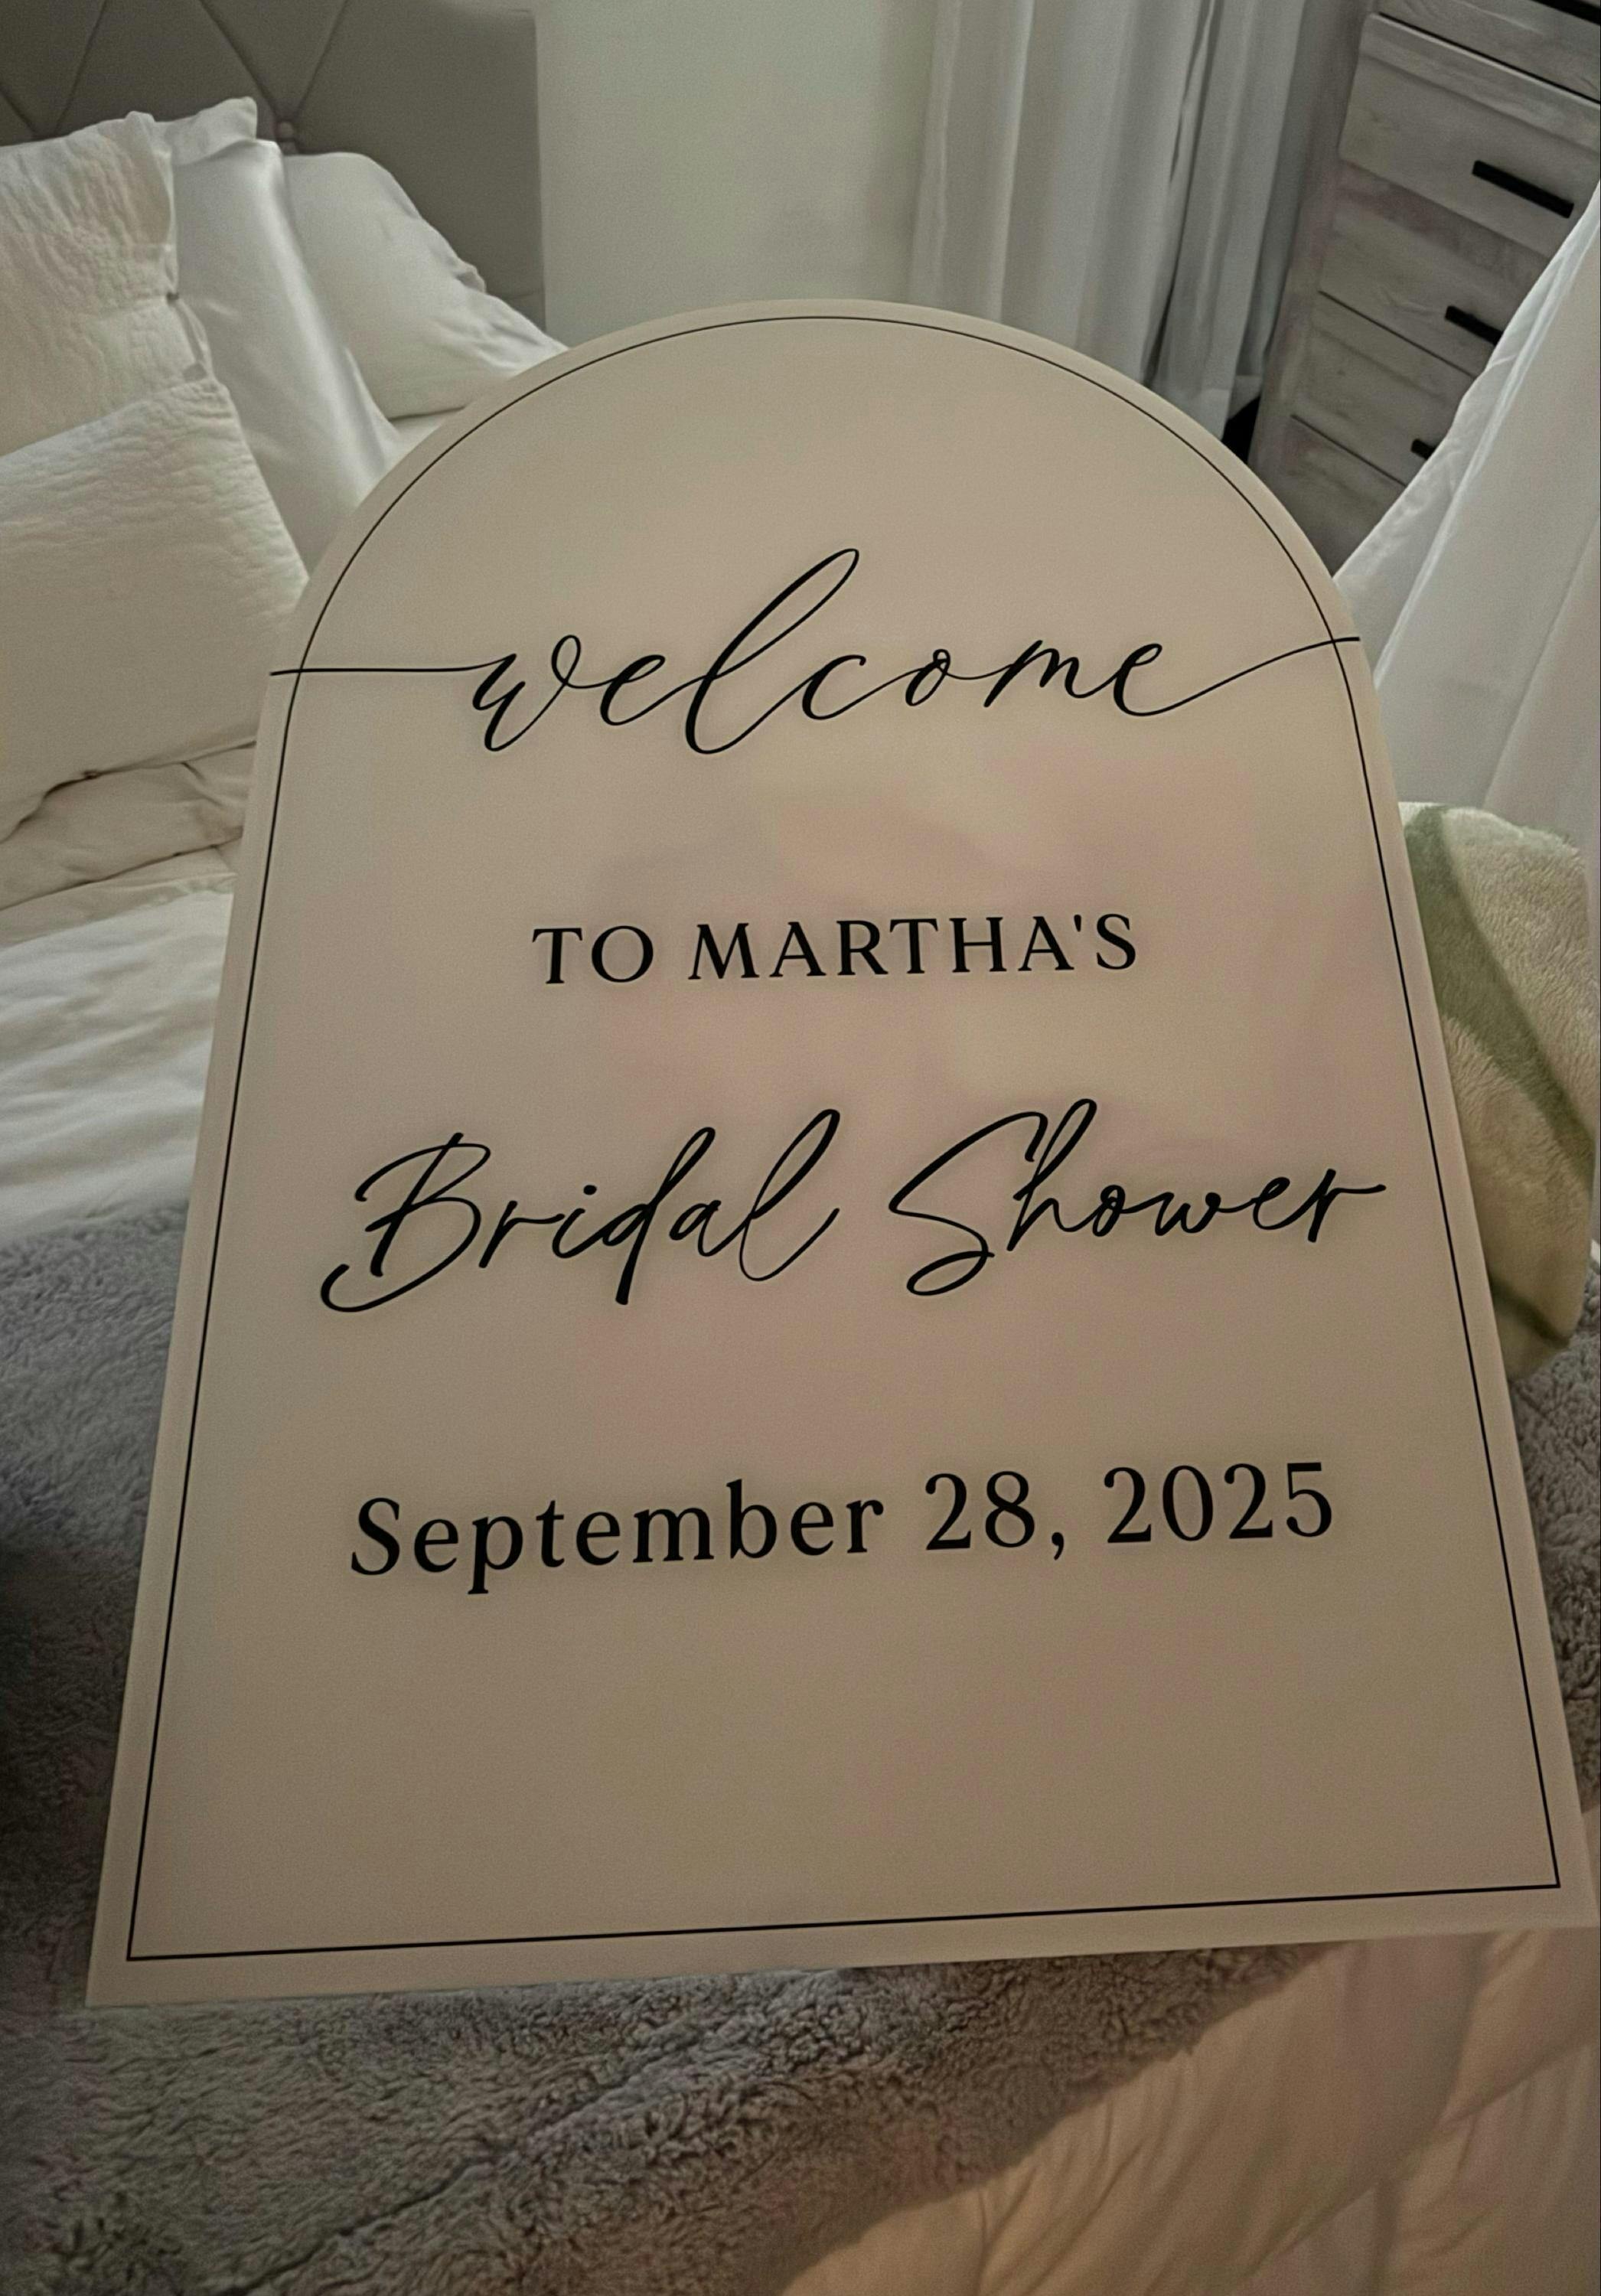 welcome
TO MARTHA'S
Bridal Shower
September 28, 2025